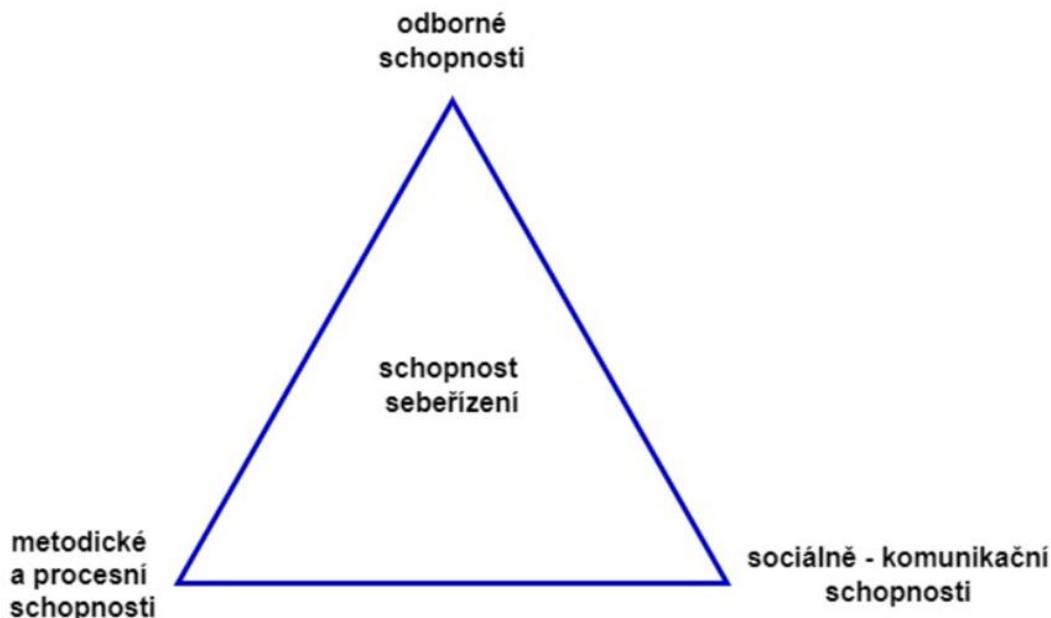 odborné
schopnosti
schopnost
sebeřízení
metodické
a procesní
schopnosti
sociálně - komunikační
schopnosti